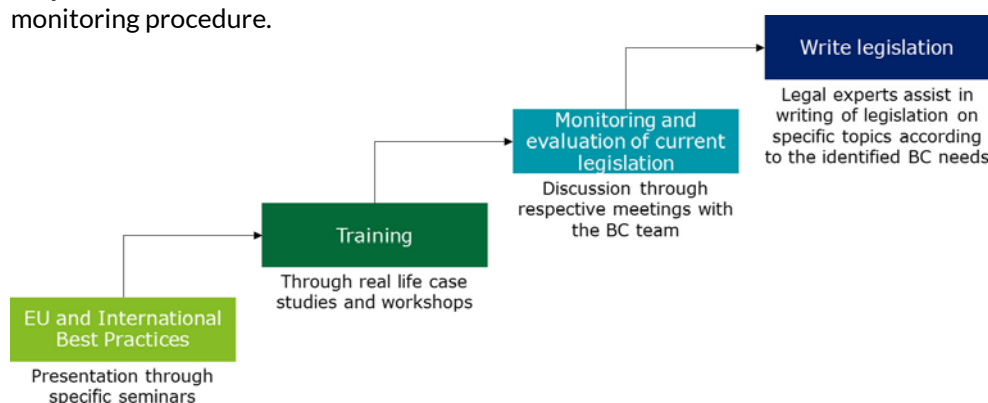 monitoring procedure.
Write legislation
Legal experts assist in
writing of legislation on
specific topics according
to the identified BC needs
Monitoring and
evaluation of current
legislation
Discussion through
respective meetings with
the BC team
Training
Through real life case
studies and workshops
EU and International
Best Practices
Presentation through
specific seminars